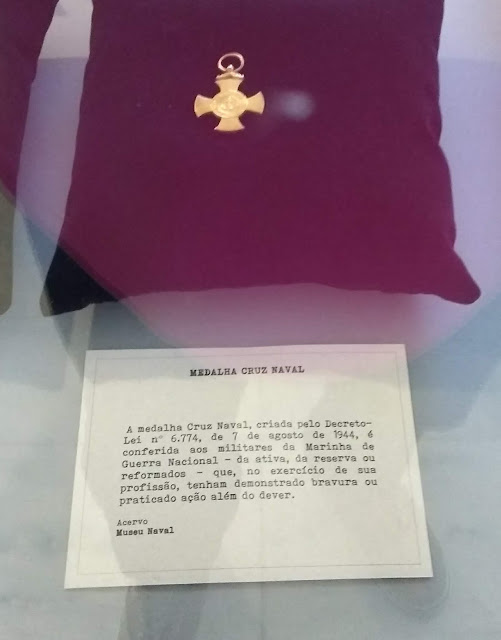 MEDALHA CRUZ NAVAL
A medalha Cruz Naval, criada pelo Decreto-
Lei nº 6.774, de 7 de agosto de 1944, é
conferida aos militares da Marinha de
Guerra Nacional - da ativa, da reserva ou
reformados - que, no exercício de sua
profissão, tenham demonstrado bravura ou
praticado ação além do dever.
Acervo
Museu Naval